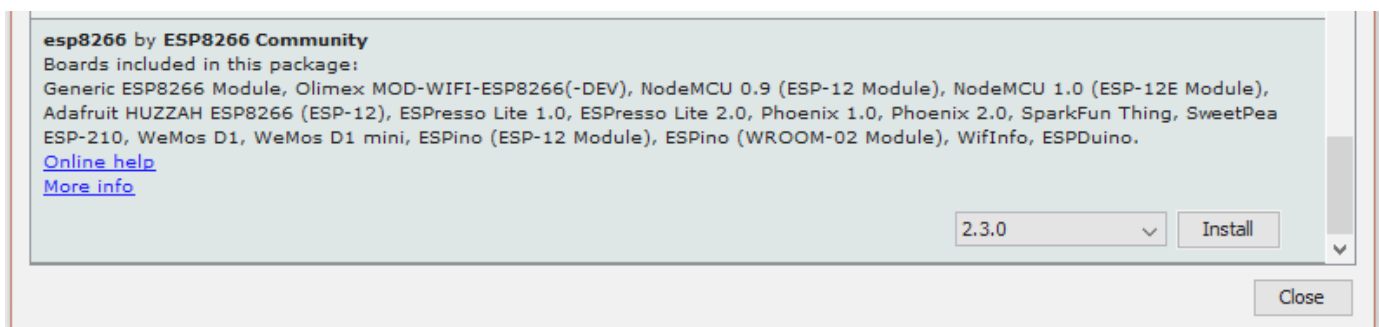 esp8266 by ESP8266 Community
Boards included in this package:
Generic ESP8266 Module, Olimex MOD-WIFI-ESP8266(-DEV), NodeMCU 0.9 (ESP-12 Module), NodeMCU 1.0 (ESP-12E Module),
Adafruit HUZZAH ESP8266 (ESP-12), ESPresso Lite 1.0, ESPresso Lite 2.0, Phoenix 1.0, Phoenix 2.0, SparkFun Thing, SweetPea
ESP-210, WeMos D1, WeMos D1 mini, ESPino (ESP-12 Module), ESPino (WROOM-02 Module), WifInfo, ESPDuino.
Online help
More info
2.3.0
Install
Close